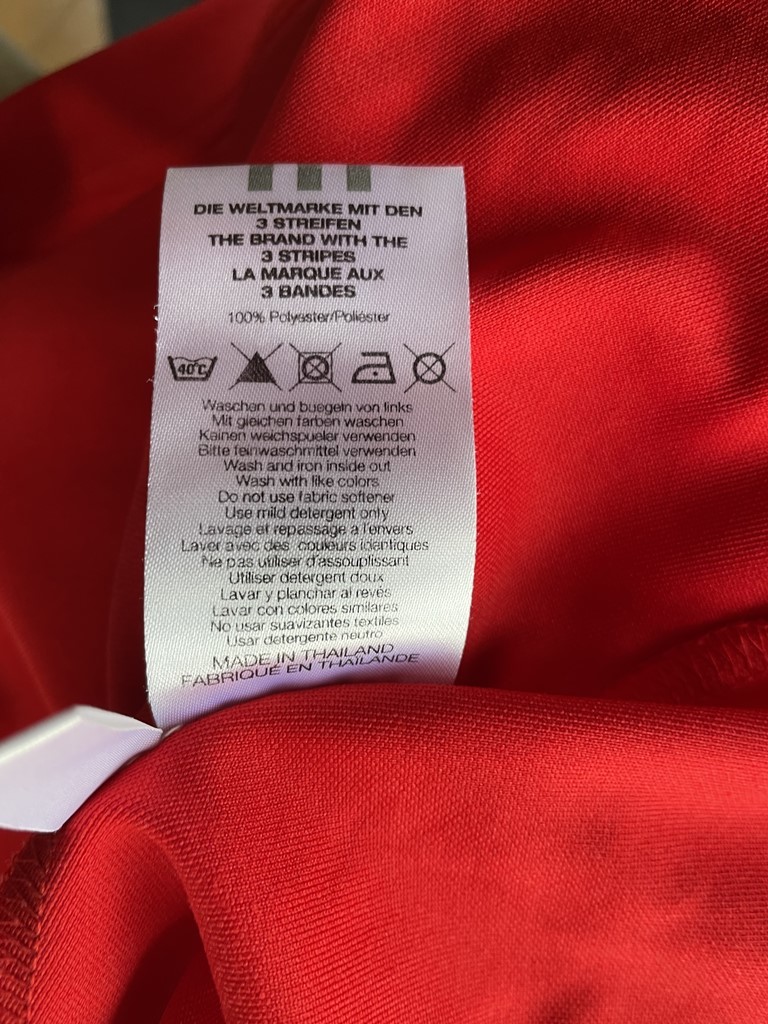 DIE WELTMARKE MIT DEN
3 STREIFEN
THE BRAND WITH THE
3 STRIPES
LA MARQUE AUX
3 BANDES
100% Polyester/Poliéster
40°C
Waschen und buegeln von links
Mit gleichen farben waschen
Keinen weichspueler verwenden
Bitte feinwaschmittel verwenden
Wash and iron inside out
Wash with like colors
Do not use fabric softener
Use mild detergent only
Lavage et repassage a l'envers
Laver avec des couleurs identiques
Ne pas utiliser d'assouplissant
Utiliser detergent doux
Lavar y planchar al revés
Lavar con colores similares
No usar suavizantes textiles
Usar detergente neutro
MADE IN THAILAND
FABRIQUÉ EN THAÏLANDE